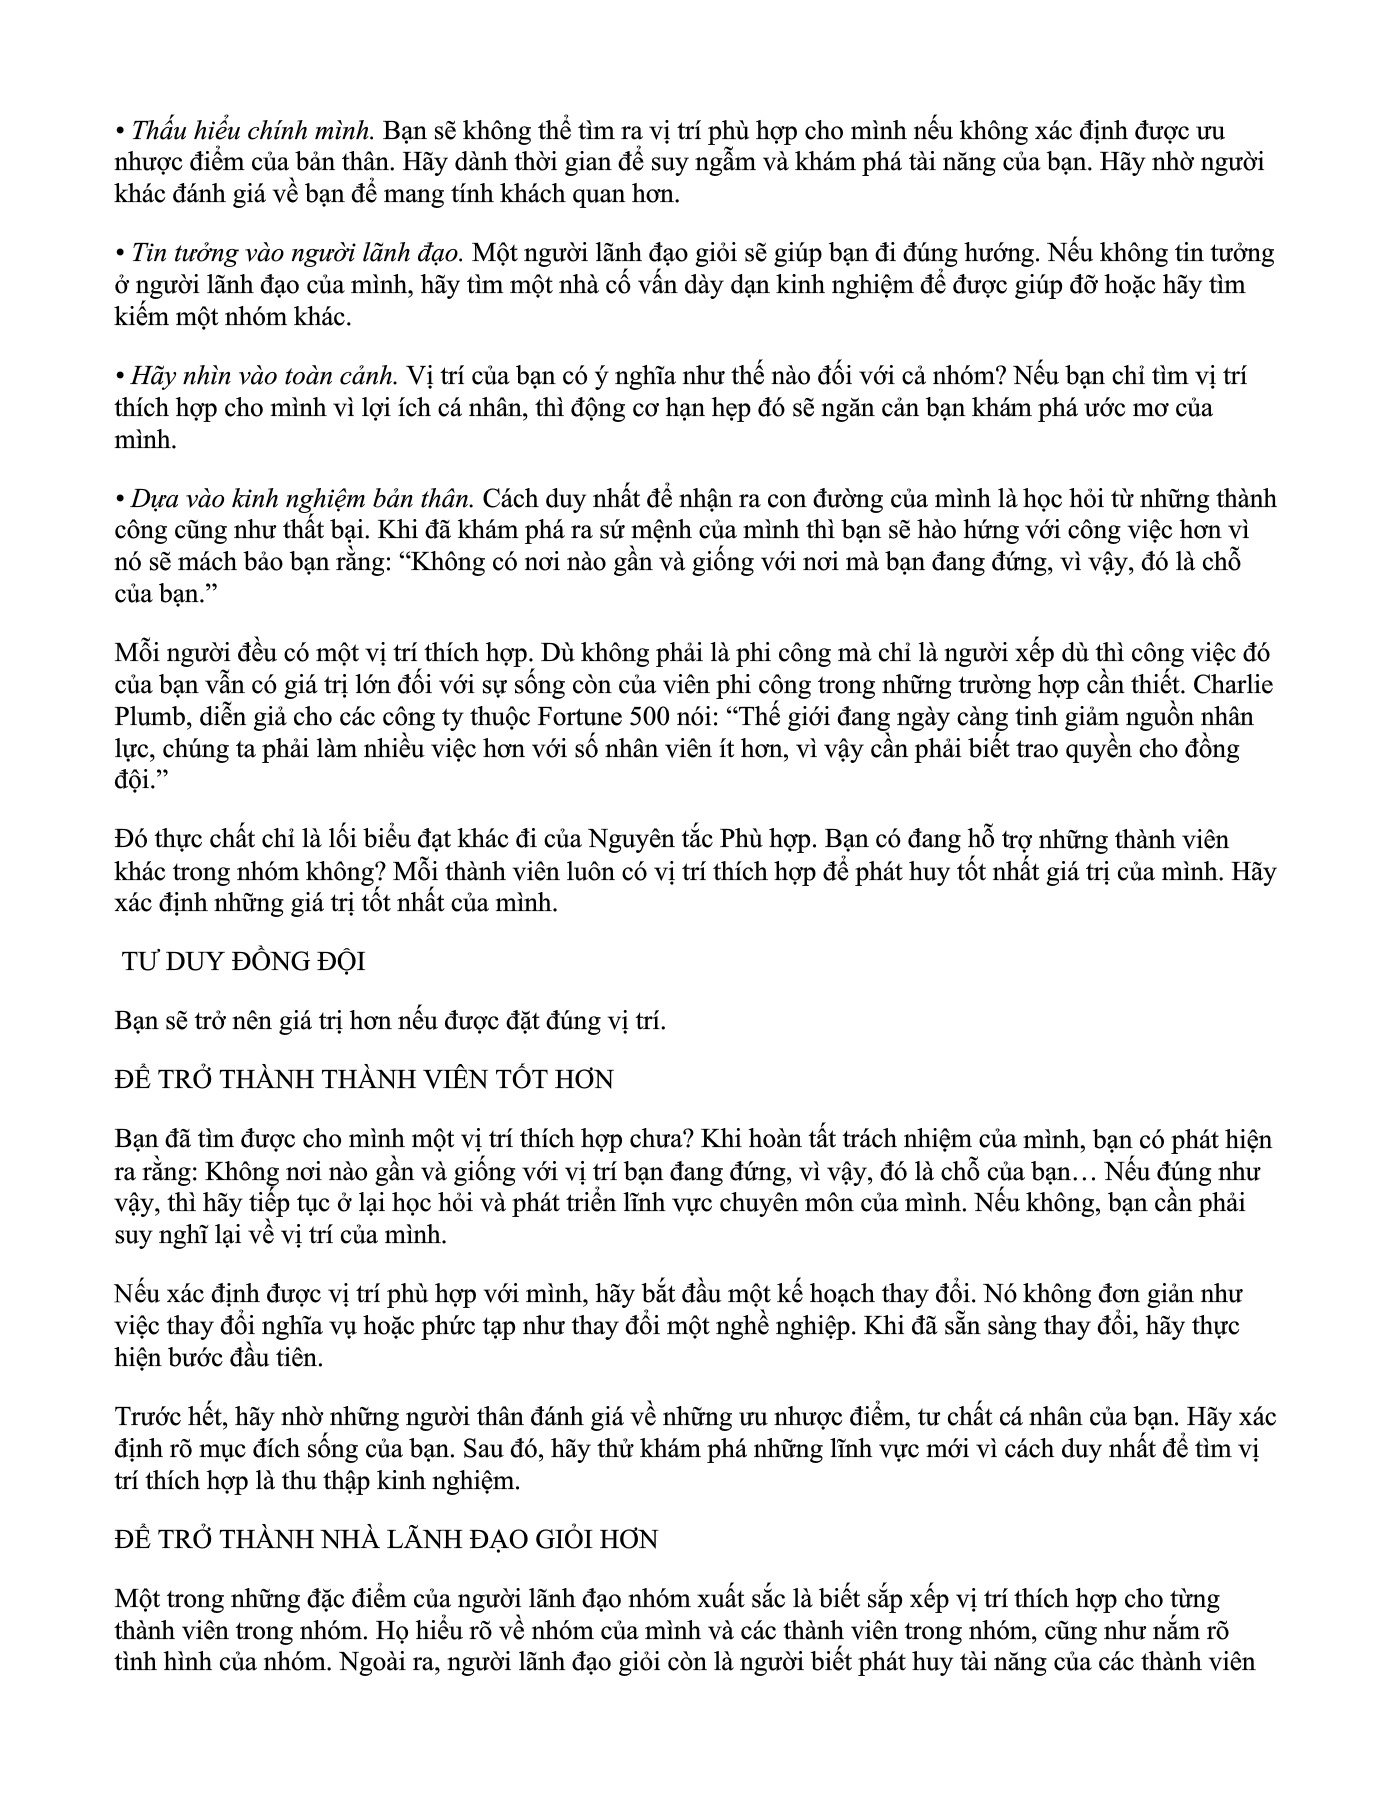 • Thấu hiểu chính mình. Bạn sẽ không thể tìm ra vị trí phù hợp cho mình nếu không xác định được ưu
nhược điểm của bản thân. Hãy dành thời gian để suy ngẫm và khám phá tài năng của bạn. Hãy nhờ người
khác đánh giá về bạn để mang tính khách quan hơn.
• Tin tưởng vào người lãnh đạo. Một người lãnh đạo giỏi sẽ giúp bạn đi đúng hướng. Nếu không tin tưởng
ở người lãnh đạo của mình, hãy tìm một nhà cố vấn dày dạn kinh nghiệm để được giúp đỡ hoặc hãy tìm
kiếm một nhóm khác.
• Hãy nhìn vào toàn cảnh. Vị trí của bạn có ý nghĩa như thế nào đối với cả nhóm? Nếu bạn chỉ tìm vị trí
thích hợp cho mình vì lợi ích cá nhân, thì động cơ hạn hẹp đó sẽ ngăn cản bạn khám phá ước mơ của
mình.
• Dựa vào kinh nghiệm bản thân. Cách duy nhất để nhận ra con đường của mình là học hỏi từ những thành
công cũng như thất bại. Khi đã khám phá ra sứ mệnh của mình thì bạn sẽ hào hứng với công việc hơn vì
nó sẽ mách bảo bạn rằng: “Không có nơi nào gần và giống với nơi mà bạn đang đứng, vì vậy, đó là chỗ
của bạn.”
Mỗi người đều có một vị trí thích hợp. Dù không phải là phi công mà chỉ là người xếp dù thì công việc đó
của bạn vẫn có giá trị lớn đối với sự sống còn của viên phi công trong những trường hợp cần thiết. Charlie
Plumb, diễn giả cho các công ty thuộc Fortune 500 nói: “Thế giới đang ngày càng tinh giảm nguồn nhân
lực, chúng ta phải làm nhiều việc hơn với số nhân viên ít hơn, vì vậy cần phải biết trao quyền cho đồng
đội.”
Đó thực chất chỉ là lối biểu đạt khác đi của Nguyên tắc Phù hợp. Bạn có đang hỗ trợ những thành viên
khác trong nhóm không? Mỗi thành viên luôn có vị trí thích hợp để phát huy tốt nhất giá trị của mình. Hãy
xác định những giá trị tốt nhất của mình.
TƯ DUY ĐỒNG ĐỘI
Bạn sẽ trở nên giá trị hơn nếu được đặt đúng vị trí.
ĐỂ TRỞ THÀNH THÀNH VIÊN TỐT HƠN
Bạn đã tìm được cho mình một vị trí thích hợp chưa? Khi hoàn tất trách nhiệm của mình, bạn có phát hiện
ra rằng: Không nơi nào gần và giống với vị trí bạn đang đứng, vì vậy, đó là chỗ của bạn… Nếu đúng như
vậy, thì hãy tiếp tục ở lại học hỏi và phát triển lĩnh vực chuyên môn của mình. Nếu không, bạn cần phải
suy nghĩ lại về vị trí của mình.
Nếu xác định được vị trí phù hợp với mình, hãy bắt đầu một kế hoạch thay đổi. Nó không đơn giản như
việc thay đổi nghĩa vụ hoặc phức tạp như thay đổi một nghề nghiệp. Khi đã sẵn sàng thay đổi, hãy thực
hiện bước đầu tiên.
Trước hết, hãy nhờ những người thân đánh giá về những ưu nhược điểm, tư chất cá nhân của bạn. Hãy xác
định rõ mục đích sống của bạn. Sau đó, hãy thử khám phá những lĩnh vực mới vì cách duy nhất để tìm vị
trí thích hợp là thu thập kinh nghiệm.
ĐỂ TRỞ THÀNH NHÀ LÃNH ĐẠO GIỎI HƠN
Một trong những đặc điểm của người lãnh đạo nhóm xuất sắc là biết sắp xếp vị trí thích hợp cho từng
thành viên trong nhóm. Họ hiểu rõ về nhóm của mình và các thành viên trong nhóm, cũng như nắm rõ
tình hình của nhóm. Ngoài ra, người lãnh đạo giỏi còn là người biết phát huy tài năng của các thành viên